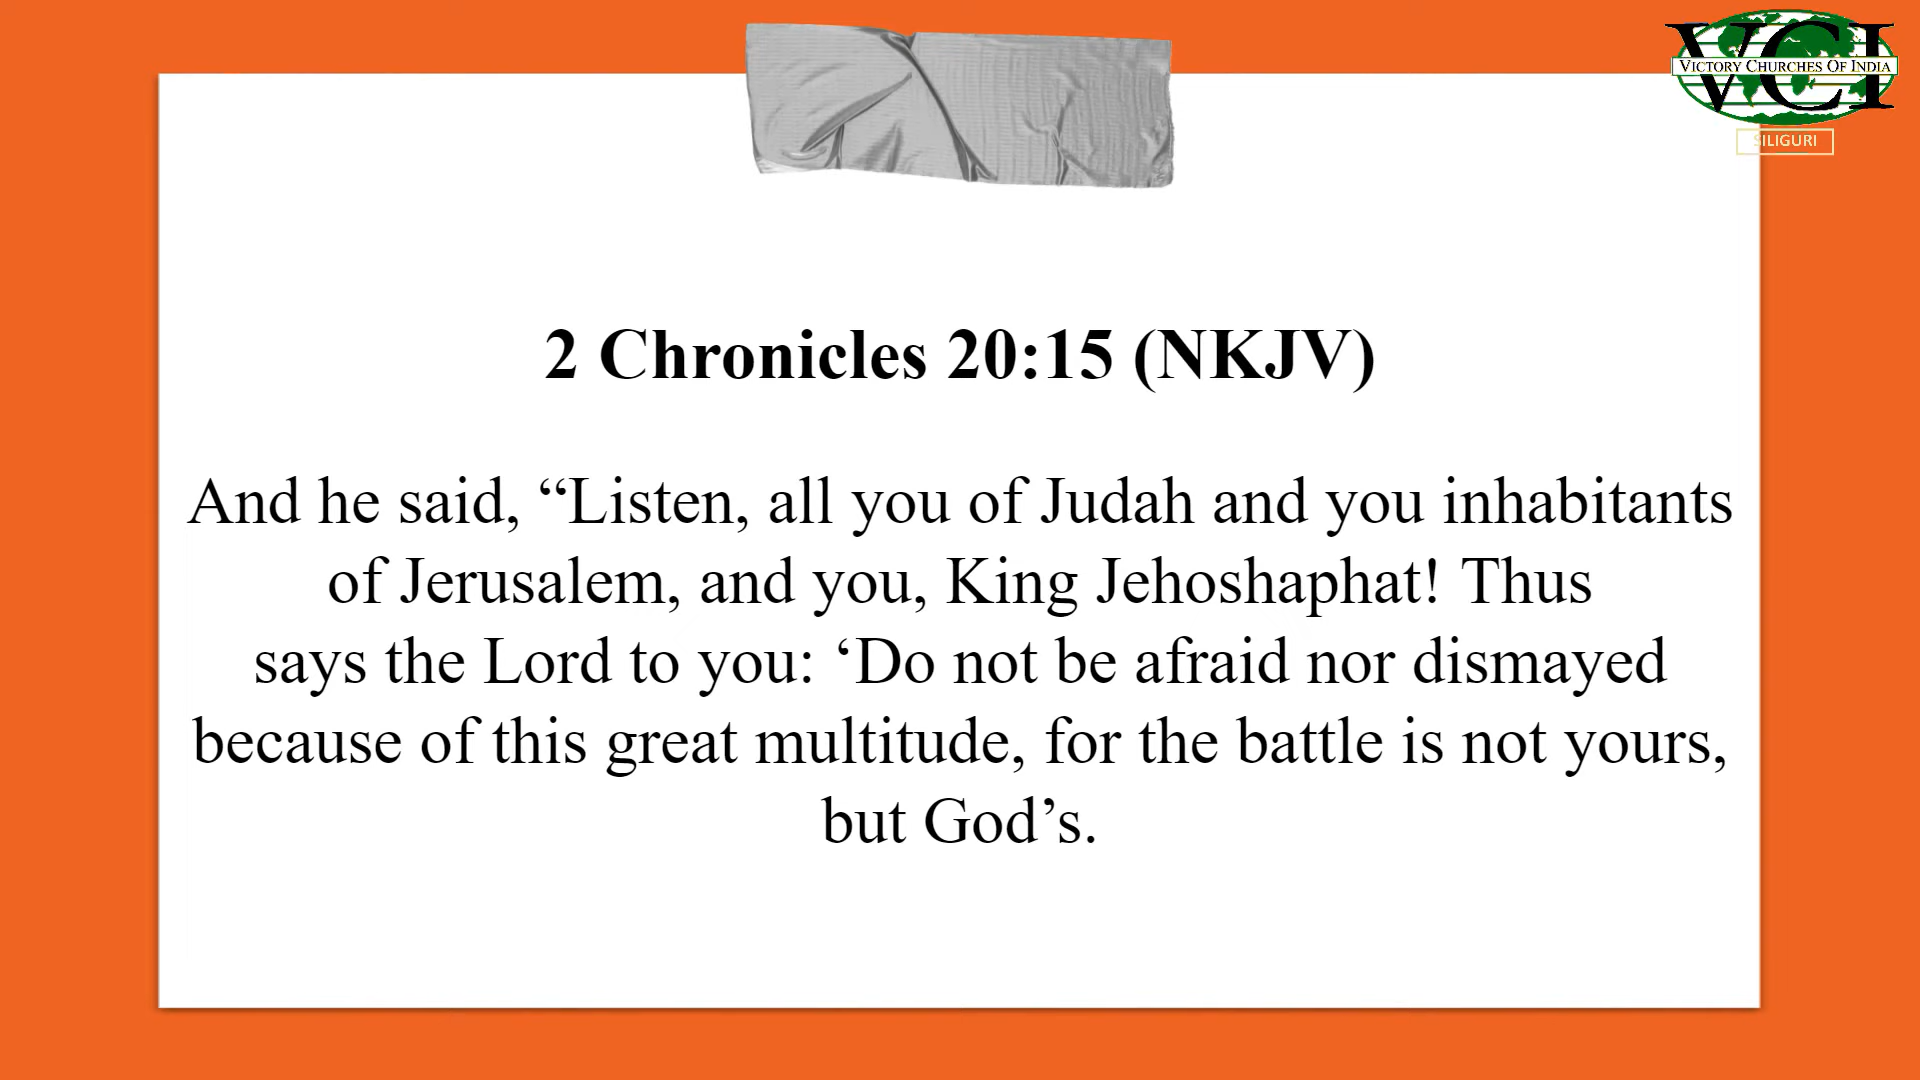 VCI
VICTORY CHURCHES OF INDIA
SILIGURI
2 Chronicles 20:15 (NKJV)
And he said, “Listen, all you of Judah and you inhabitants
of Jerusalem, and you, King Jehoshaphat! Thus
says the Lord to you: ‘Do not be afraid nor dismayed
because of this great multitude, for the battle is not yours,
but God’s.